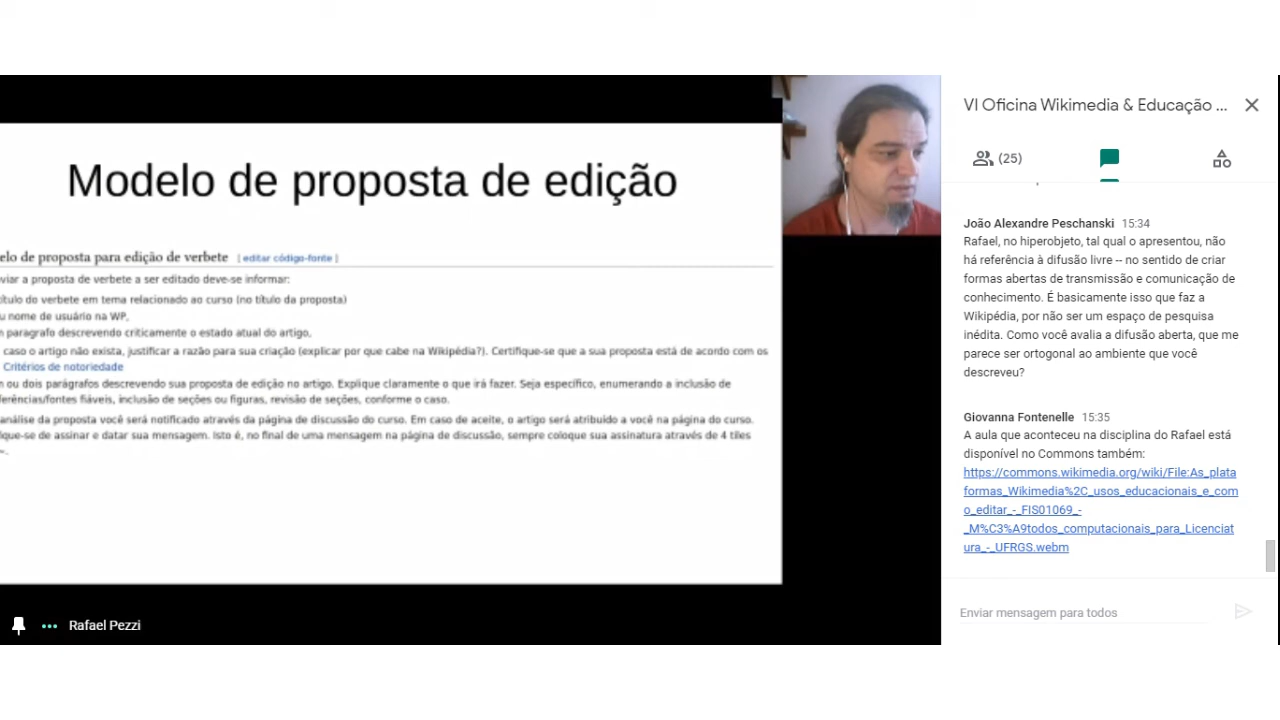 Modelo de proposta de edição
elo de proposta para edição de verbete [ editar código-fonte ]
viar a proposta de verbete a ser editado deve-se informar:
ítulo do verbete em tema relacionado ao curso (no título da proposta)
u nome de usuário na WP,
n paragrafo descrevendo criticamente o estado atual do artigo,
caso o artigo não exista, justificar a razão para sua criação (explicar por que cabe na Wikipédia?). Certifique-se que a sua proposta está de acordo com os
Critérios de notoriedade
n ou dois parágrafos descrevendo sua proposta de edição no artigo. Explique claramente o que irá fazer. Seja específico, enumerando a inclusão de
erências/fontes fiáveis, inclusão de seções ou figuras, revisão de seções, conforme o caso.
análise da proposta você será notificado através da página de discussão do curso. Em caso de aceite, o artigo será atribuído a você na página do curso.
ique-se de assinar e datar sua mensagem. Isto é, no final de uma mensagem na página de discussão, sempre coloque sua assinatura através de 4 tiles
~.
Rafael Pezzi
VI Oficina Wikimedia & Educação ...
(25)
João Alexandre Peschanski 15:34
Rafael, no hiperobjeto, tal qual o apresentou, não
há referência à difusão livre -- no sentido de criar
formas abertas de transmissão e comunicação de
conhecimento. É basicamente isso que faz a
Wikipédia, por não ser um espaço de pesquisa
inédita. Como você avalia a difusão aberta, que me
parece ser ortogonal ao ambiente que você
descreveu?
Giovanna Fontenelle 15:35
A aula que aconteceu na disciplina do Rafael está
disponível no Commons também:
https://commons.wikimedia.org/wiki/File:As_plata
formas_Wikimedia%2C_usos_educacionais_e_com
o_editar_-_FIS01069_-
_M%C3%A9todos_computacionais_para_Licenciat
ura_-_UFRGS.webm
Enviar mensagem para todos